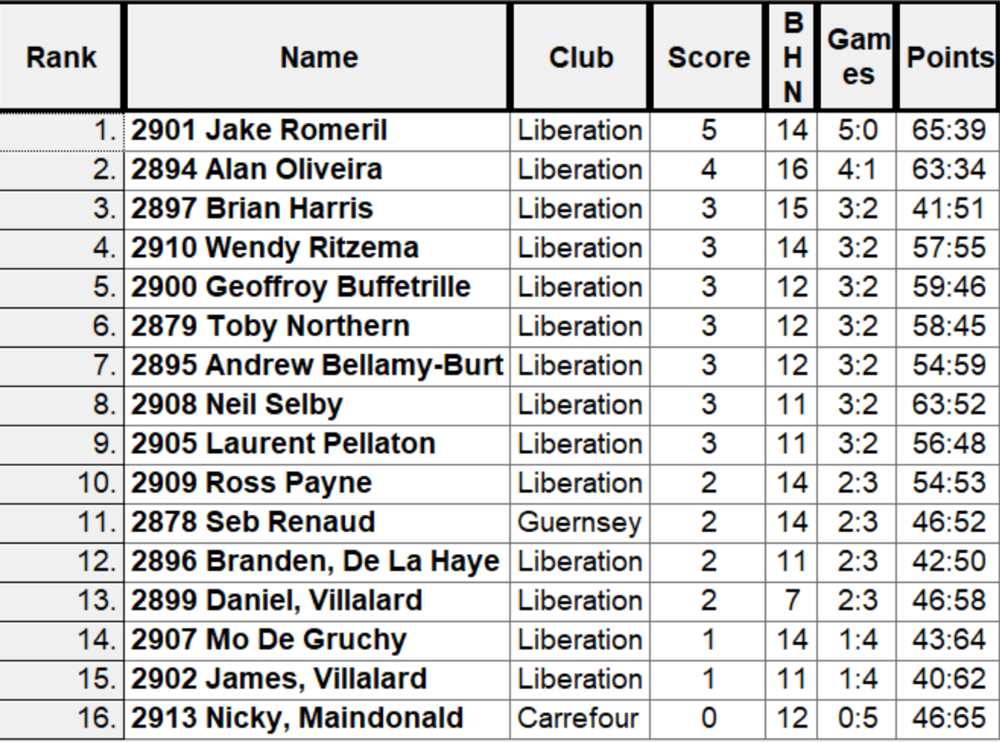 Rank Name Club Score BHN Games Points
1. 2901 Jake Romeril Liberation 5 14 5:0 65:39
2. 2894 Alan Oliveira Liberation 4 16 4:1 63:34
3. 2897 Brian Harris Liberation 3 15 3:2 41:51
4. 2910 Wendy Ritzema Liberation 3 14 3:2 57:55
5. 2900 Geoffroy Buffetrille Liberation 3 12 3:2 59:46
6. 2879 Toby Northern Liberation 3 12 3:2 58:45
7. 2895 Andrew Bellamy-Burt Liberation 3 12 3:2 54:59
8. 2908 Neil Selby Liberation 3 11 3:2 63:52
9. 2905 Laurent Pellaton Liberation 3 11 3:2 56:48
10. 2909 Ross Payne Liberation 2 14 2:3 54:53
11. 2878 Seb Renaud Guernsey 2 14 2:3 46:52
12. 2896 Branden, De La Haye Liberation 2 11 2:3 42:50
13. 2899 Daniel, Villalard Liberation 2 7 2:3 46:58
14. 2907 Mo De Gruchy Liberation 1 14 1:4 43:64
15. 2902 James, Villalard Liberation 1 11 1:4 40:62
16. 2913 Nicky, Maindonald Carrefour 0 12 0:5 46:65